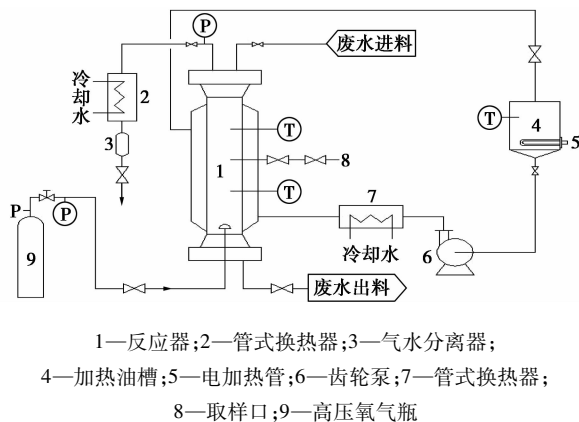 P
废水进料
冷却水
2
3
T
4
5
T
1
8
T
7
P
P
9
冷却水
6
废水出料
1—反应器;2—管式换热器;3—气水分离器;
4—加热油槽;5—电加热管;6—齿轮泵;7—管式换热器;
8—取样口;9—高压氧气瓶